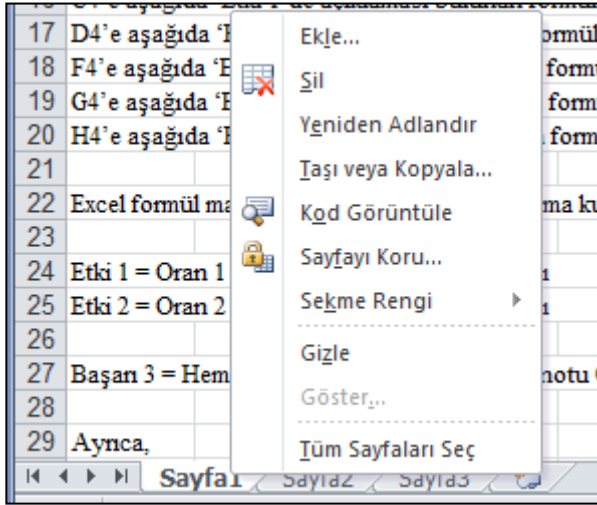 17 D4'e aşağıda
Ekle...
ormül
18 F4'e aşağıda
Sil
19 G4'e aşağıda
Yeniden Adlandır
20 H4'e aşağıda
Taşı veya Kopyala...
21
22 Excel formül
Kod Görüntüle
23
Sayfayı Koru...
24 Etki 1 = Oran 1
25 Etki 2 = Oran 2
Sekme Rengi
26
Gizle
27 Başarı 3 =
notu
28
Göster...
29 Ayrıca,
Tüm Sayfaları Seç
Sayfa1 Sayfa2 Sayfa3